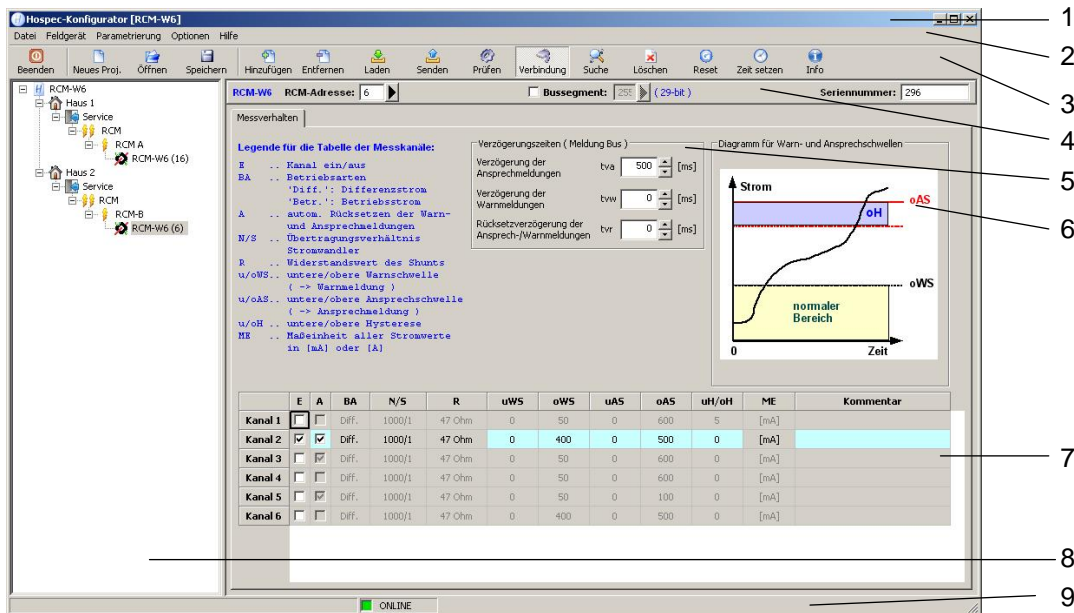 Hospec-Konfigurator [RCM-W6]
1
Datei Feldgerät Parametrierung Optionen Hilfe
2
Beenden Neues Proj. Öffnen Speichern Hinzufügen Entfernen Laden Senden Prüfen Verbindung Suche Löschen Reset Zeit setzen Info
3
RCM-W6
Haus 1
Service
RCM
RCM A
RCM-W6 (16)
Haus 2
Service
RCM
RCM-B
RCM-W6 (6)
RCM-W6 RCM-Adresse: 6 Bussegment: 255 ( 29-bit ) Seriennummer: 296
4
Messverhalten
Legende für die Tabelle der Messkanäle:
E .. Kanal ein/aus
BA .. Betriebsarten
'Diff.': Differenzstrom
'Betr.': Betriebsstrom
A .. autom. Rücksetzen der Warn-
und Ansprechmeldungen
N/S .. Übertragungsverhältnis
Stromwandler
R .. Widerstandswert des Shunts
u/oWS.. untere/obere Warnschwelle
( -> Warnmeldung )
u/oAS.. untere/obere Ansprechschwelle
( -> Ansprechmeldung )
u/oH .. untere/obere Hysterese
ME .. Maßeinheit aller Stromwerte
in [mA] oder [A]
Verzögerungszeiten ( Meldung Bus )
Verzögerung der
Ansprechmeldungen tva 500 [ms]
Verzögerung der
Warnmeldungen tvw 0 [ms]
Rücksetzverzögerung der
Ansprech-/Warnmeldungen tvr 0 [ms]
5
Diagramm für Warn- und Ansprechschwellen
Strom
oAS
oH
oWS
normaler
Bereich
0 Zeit
6
E A BA N/S R uWS oWS uAS oAS uH/oH ME Kommentar
Kanal 1 Diff. 1000/1 47 Ohm 0 50 0 600 5 [mA]
Kanal 2 Diff. 1000/1 47 Ohm 0 400 0 500 0 [mA]
Kanal 3 Diff. 1000/1 47 Ohm 0 50 0 600 0 [mA]
7
Kanal 4 Diff. 1000/1 47 Ohm 0 50 0 600 0 [mA]
Kanal 5 Diff. 1000/1 47 Ohm 0 50 0 100 0 [mA]
Kanal 6 Diff. 1000/1 47 Ohm 0 400 0 500 0 [mA]
8
ONLINE
9